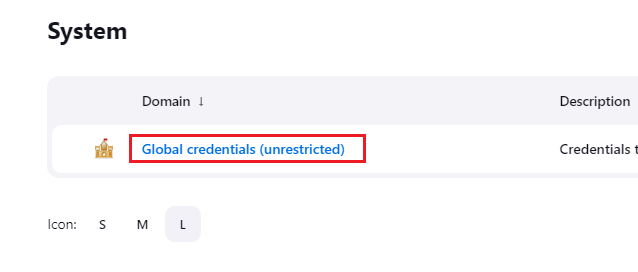 System
Domain ↓ Description
Global credentials (unrestricted) Credentials t
Icon: S M L